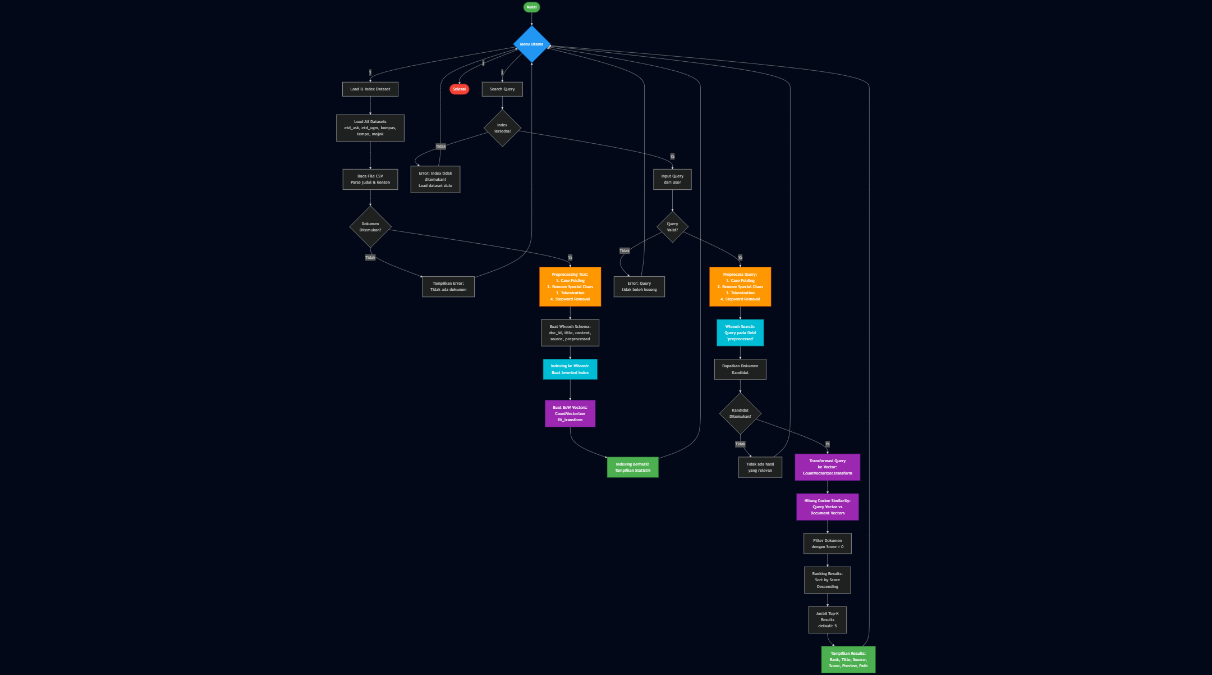 Mulai
Menu Utama
1
3
2
Load & Index Dataset
Selesai
Search Query
Load All Datasets
etd_usd, etd_ugm, kompas,
tempo, mojok
Index
Tersedia?
Tidak
Ya
Baca File CSV
Parse Judul & Konten
Error: Index tidak
ditemukan!
Load dataset dulu
Input Query
dari user
Dokumen
Ditemukan?
Query
Valid?
Tidak
Ya
Tidak
Ya
Tampilkan Error:
Tidak ada dokumen
Preprocessing Text:
1. Case Folding
2. Remove Special Chars
3. Tokenization
4. Stopword Removal
Error: Query
tidak boleh kosong
Preprocess Query:
1. Case Folding
2. Remove Special Chars
3. Tokenization
4. Stopword Removal
Buat Whoosh Schema:
doc_id, title, content,
source, preprocessed
Whoosh Search:
Query pada field
'preprocessed'
Indexing ke Whoosh:
Buat Inverted Index
Dapatkan Dokumen
Kandidat
Buat BoW Vectors:
CountVectorizer
fit_transform
Kandidat
Ditemukan?
Tidak
Ya
Indexing Berhasil!
Tampilkan Statistik
Tidak ada hasil
yang relevan
Transformasi Query
ke Vector:
CountVectorizer.transform
Hitung Cosine Similarity:
Query Vector vs
Document Vectors
Filter Dokumen
dengan Score > 0
Ranking Results:
Sort by Score
Descending
Ambil Top-K
Results
default: 5
Tampilkan Results:
Rank, Title, Source,
Score, Preview, Path